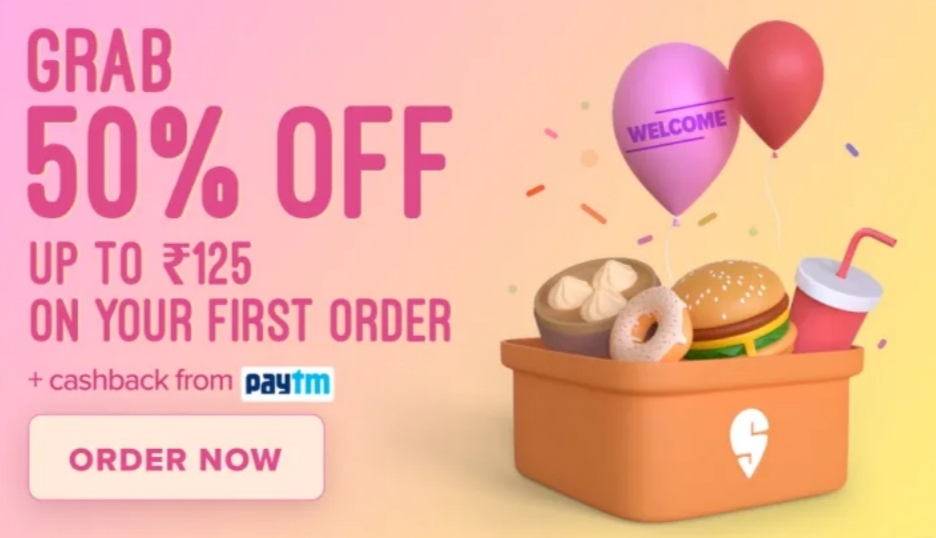 GRAB
50% OFF
UP TO ₹125
ON YOUR FIRST ORDER
+ cashback from paytm
ORDER NOW
WELCOME